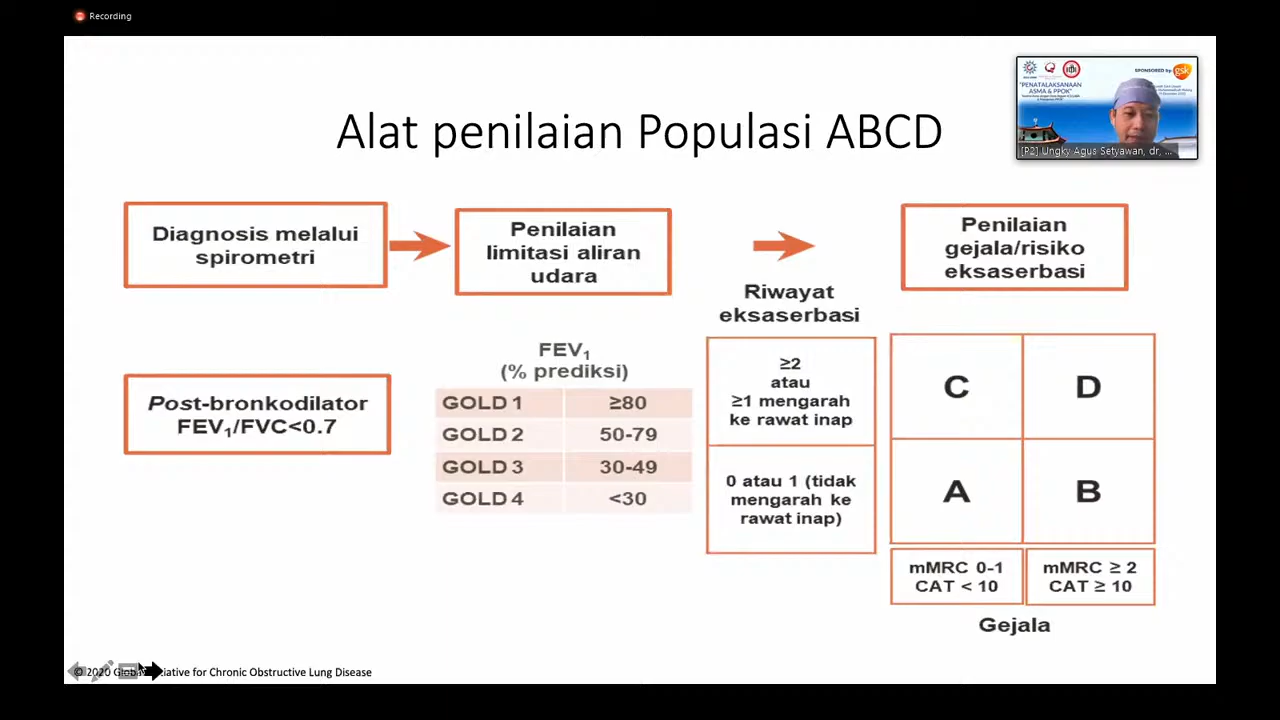 Recording
SPONSORED by gsk
"PENATALAKSANAAN
ASMA & PPOK"
[P2] Ungky Agus Setyawan, dr, ...
Alat penilaian Populasi ABCD
Diagnosis melalui
spirometri
Penilaian
limitasi aliran
udara
Penilaian
gejala/risiko
eksaserbasi
Riwayat
eksaserbasi
Post-bronkodilator
FEV₁/FVC<0.7
FEV₁
(% prediksi)
GOLD 1 ≥80
GOLD 2 50-79
GOLD 3 30-49
GOLD 4 <30
≥2
atau
≥1 mengarah
ke rawat inap
0 atau 1 (tidak
mengarah ke
rawat inap)
C D
A B
mMRC 0-1
CAT < 10
mMRC ≥ 2
CAT ≥ 10
Gejala
© 2020 Global Initiative for Chronic Obstructive Lung Disease